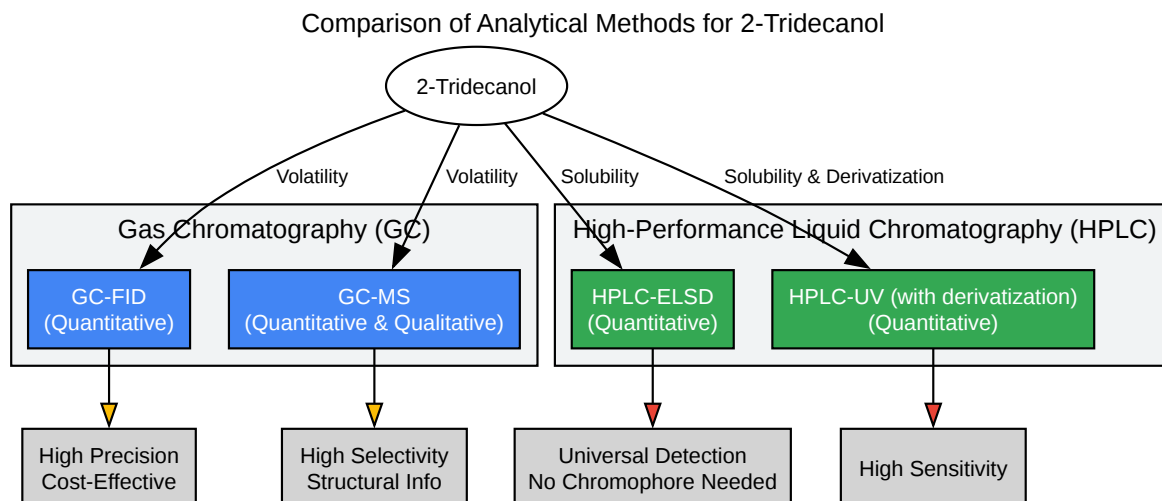 Comparison of Analytical Methods for 2-Tridecanol
2-Tridecanol
Volatility
Volatility
Solubility
Solubility & Derivatization
Gas Chromatography (GC)
High-Performance Liquid Chromatography (HPLC)
GC-FID
(Quantitative)
GC-MS
(Quantitative & Qualitative)
HPLC-ELSD
(Quantitative)
HPLC-UV (with derivatization)
(Quantitative)
High Precision
Cost-Effective
High Selectivity
Structural Info
Universal Detection
No Chromophore Needed
High Sensitivity